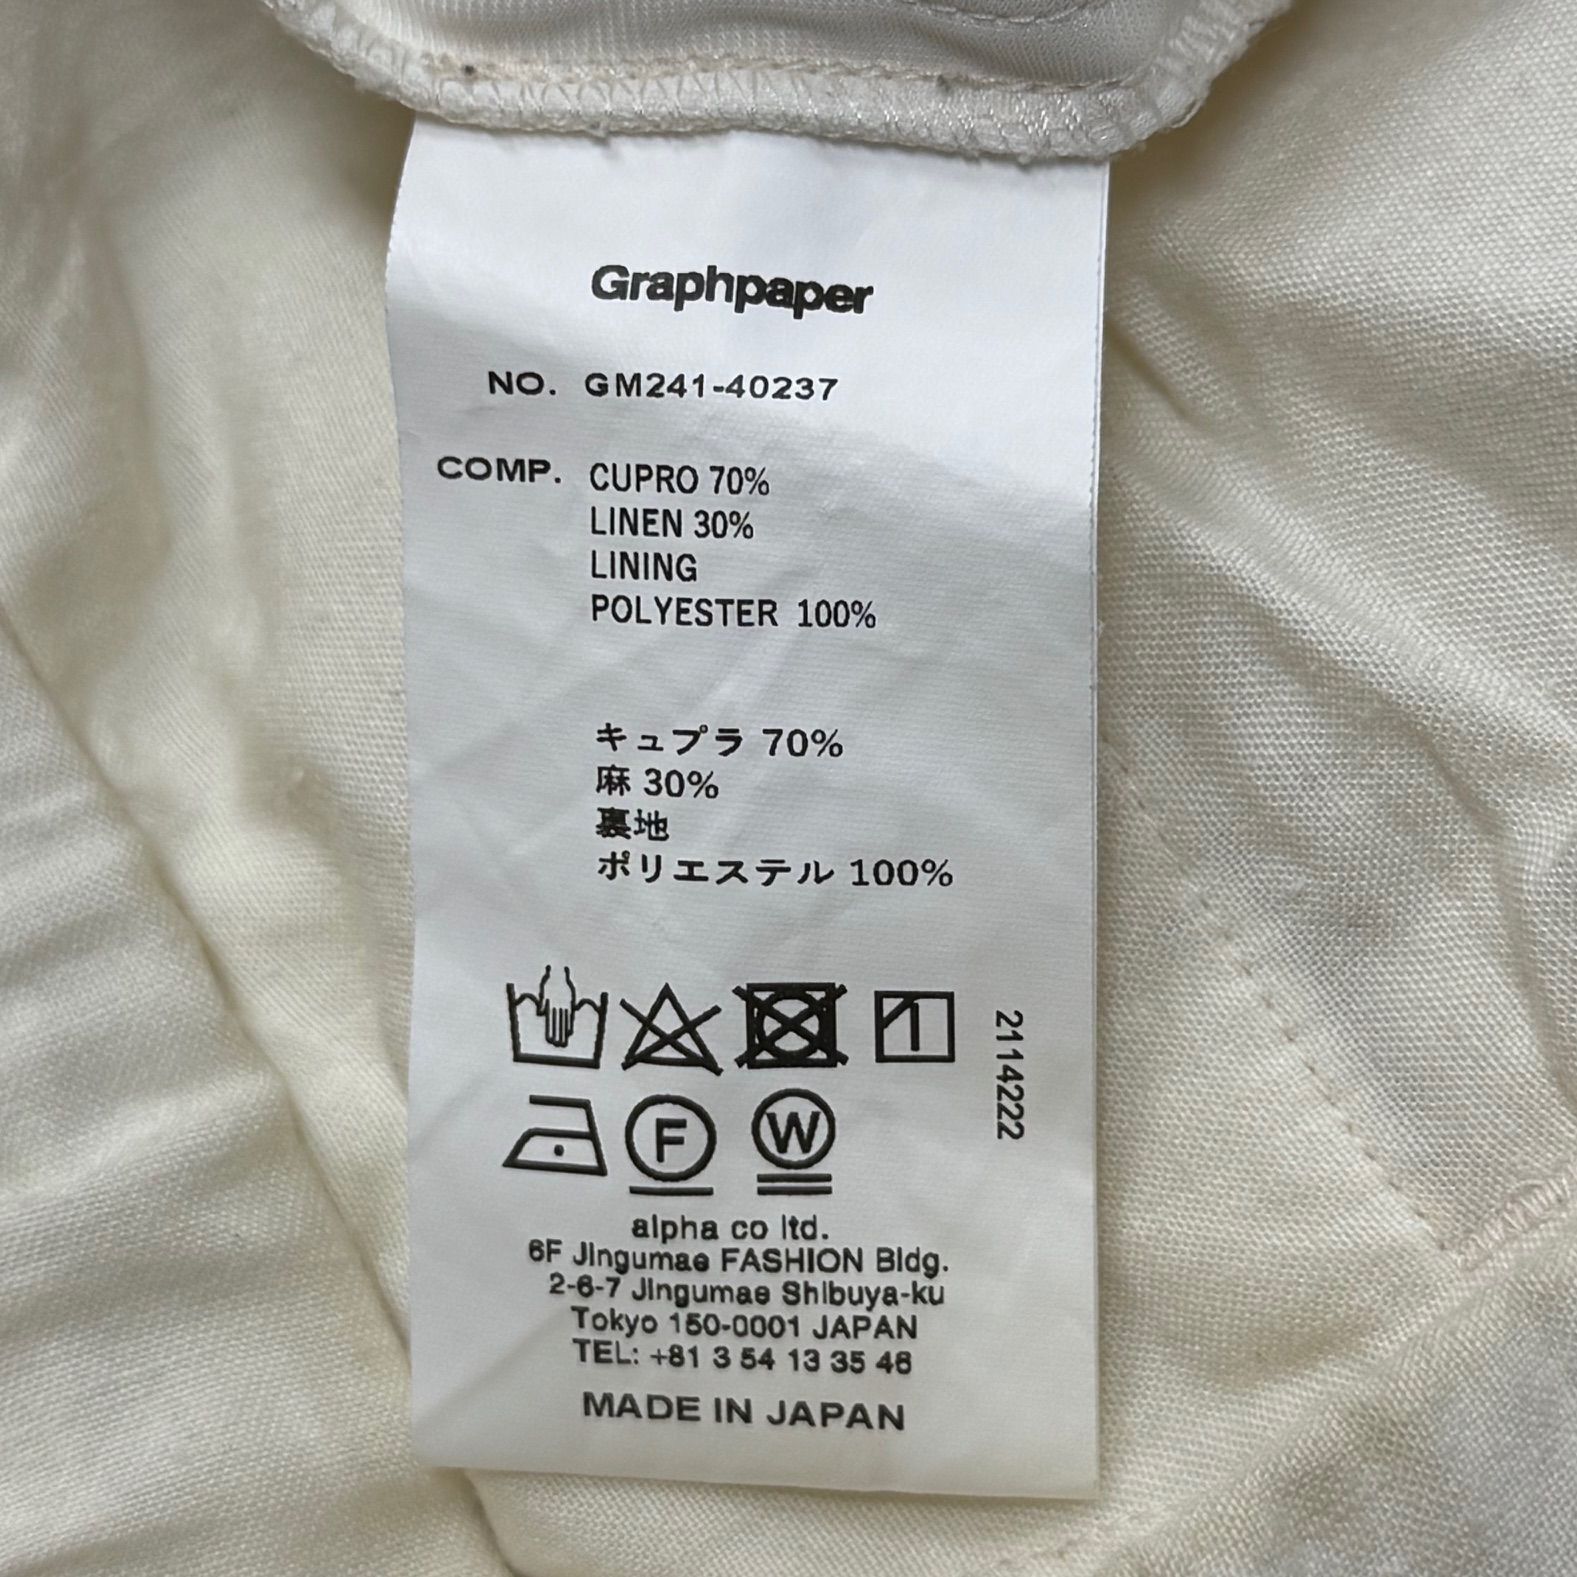 Graphpaper
NO. GM241-40237
COMP. CUPRO 70%
LINEN 30%
LINING
POLYESTER 100%
キュプラ 70%
麻 30%
裏地
ポリエステル 100%
1
F
W
2114222
alpha co ltd.
6F Jingumae FASHION Bldg.
2-6-7 Jingumae Shibuya-ku
Tokyo 150-0001 JAPAN
TEL: +81 3 54 13 35 46
MADE IN JAPAN